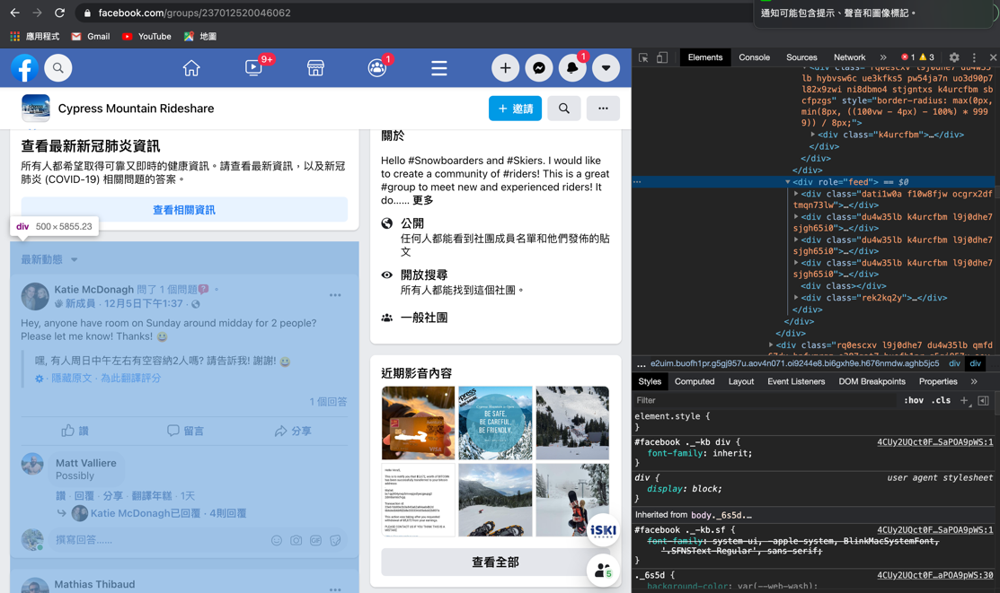 facebook.com/groups/237012520046062
通知可能包含提示、聲音和圖像標記。
應用程式
Gmail
YouTube
地圖
9+
1
1
Cypress Mountain Rideshare
+ 邀請
查看最新新冠肺炎資訊
所有人都希望取得可靠又即時的健康資訊。請查看最新資訊，以及新冠
肺炎 (COVID-19) 相關問題的答案。
查看相關資訊
div 500 × 5855.23
最新動態
Katie McDonagh 問了 1 個問題
新成員 · 12月5日下午1:37 ·
Hey, anyone have room on Sunday around midday for 2 people?
Please let me know! Thanks!
嘿, 有人周日中午左右有空容納2人嗎? 請告訴我! 謝謝!
· 隱藏原文 · 為此翻譯評分
1 個回答
讚
留言
分享
Matt Valliere
Possibly
讚 · 回覆 · 分享 · 翻譯年糕 · 1天
Katie McDonagh已回覆 · 4則回覆
撰寫回答......
GIF
Mathias Thibaud
關於
Hello #Snowboarders and #Skiers. I would like
to create a community of #riders! This is a great
#group to meet new and experienced riders! It
do...... 更多
公開
任何人都能看到社團成員名單和他們發佈的貼
文
開放搜尋
所有人都能找到這個社團。
一般社團
近期影音內容
VISA
BE SAFE,
BE CAREFUL,
BE FRIENDLY.
iSKI
查看全部
5
Elements
Console
Sources
Network
1
3
<div class="rq0escxv l9j0dhe7 du4w35
lb hybvsw6c ue3kfks5 pw54ja7n uo3d90p7
l82x9zwi ni8dbmo4 stjgntxs k4urcfbm sb
cfpzgs" style="border-radius: max(0px,
min(8px, ((100vw - 4px) - 100%) * 999
9)) / 8px;">
<div class="k4urcfbm">…</div>
</div>
</div>
</div>
<div role="feed"> == $0
<div class="dati1w0a f10w8fjw ocgrx2df
tmqn73lw">…</div>
<div class="du4w35lb k4urcfbm l9j0dhe7
sjgh65i0">…</div>
<div class="du4w35lb k4urcfbm l9j0dhe7
sjgh65i0">…</div>
<div class="du4w35lb k4urcfbm l9j0dhe7
sjgh65i0">…</div>
<div class></div>
<div class="rek2kq2y">…</div>
</div>
</div>
</div>
<div class="rq0escxv l9j0dhe7 du4w35lb qmfd
… e2uim.buofh1pr.g5gj957u.aov4n071.oi9244e8.bi6gxh9e.h676nmdw.aghb5jc5 div div
Styles
Computed
Layout
Event Listeners
DOM Breakpoints
Properties
Filter
:hov .cls
element.style {
}
#facebook ._-kb div {
4CUy2UQct0F…SaPOA9pWS:1
font-family: inherit;
}
div {
user agent stylesheet
display: block;
}
Inherited from body._6s5d.…
#facebook ._-kb.sf {
4CUy2UQct0F…SaPOA9pWS:1
font-family: system-ui, -apple-system, BlinkMacSystemFont,
'.SFNSText-Regular', sans-serif;
}
._6s5d {
4CUy2UQct0F…aPOA9pWS:30
background-color: var(--web-wash);